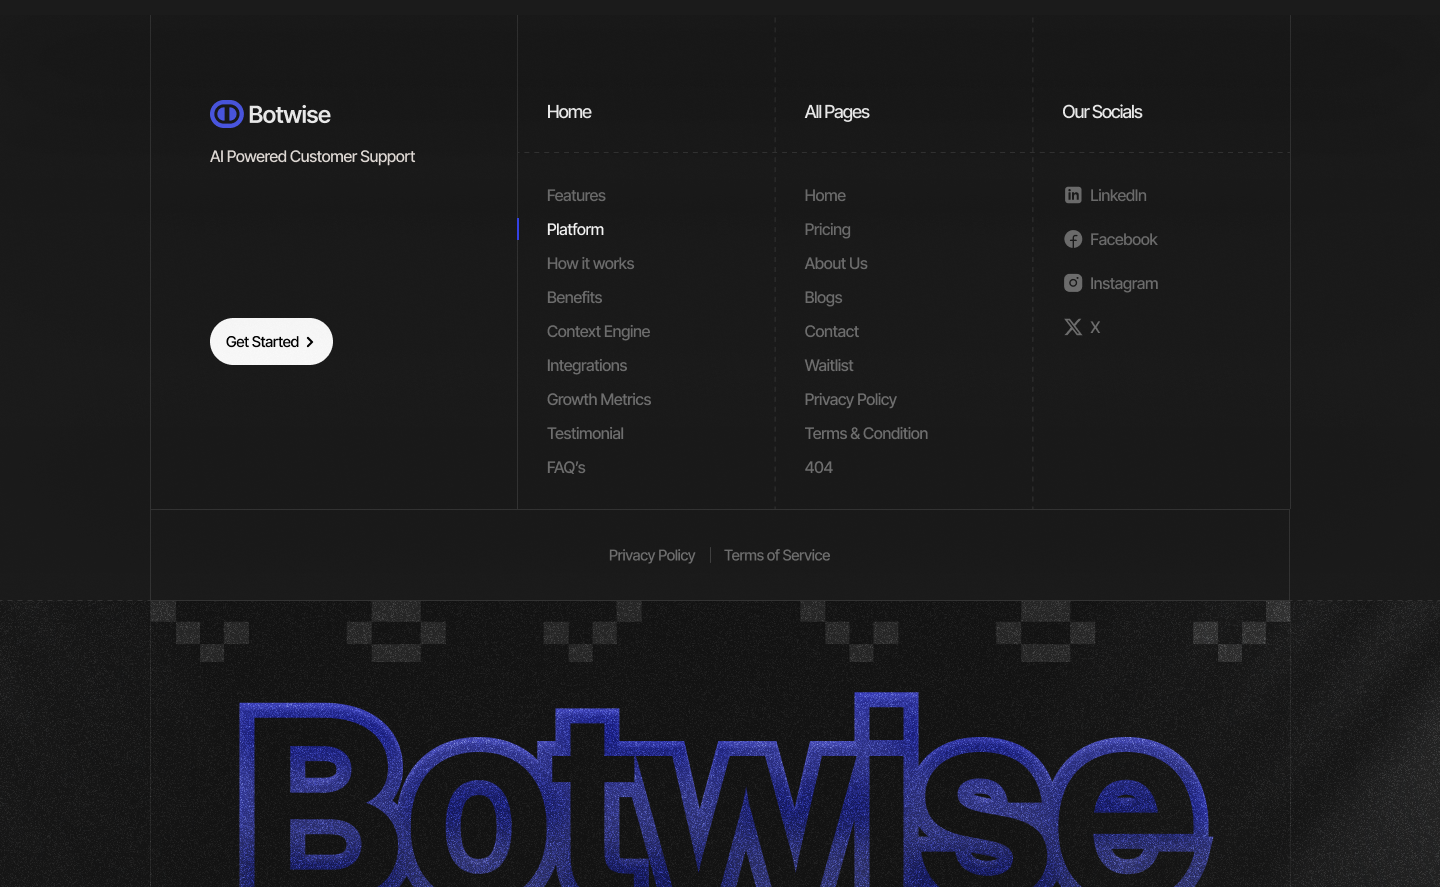 Botwise
AI Powered Customer Support
Get Started
Home
Features
Platform
How it works
Benefits
Context Engine
Integrations
Growth Metrics
Testimonial
FAQ's
All Pages
Home
Pricing
About Us
Blogs
Contact
Waitlist
Privacy Policy
Terms & Condition
404
Our Socials
LinkedIn
Facebook
Instagram
X
Privacy Policy
Terms of Service
Botwise